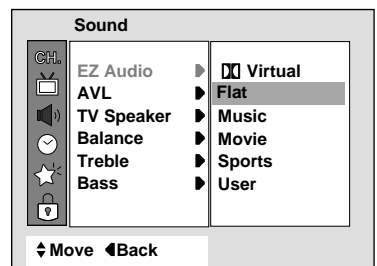 Sound
CH.
EZ Audio
AVL
TV Speaker
Balance
Treble
Bass
Virtual
Flat
Music
Movie
Sports
User
Move Back